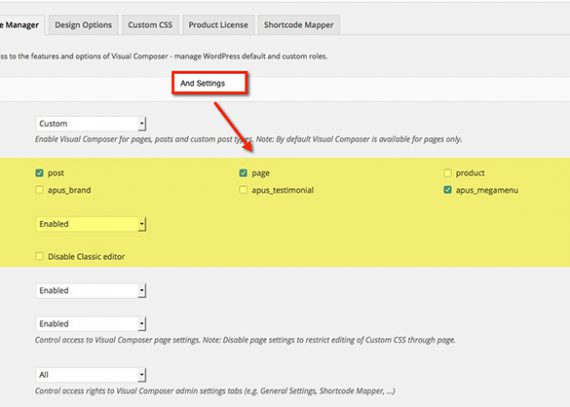 e Manager Design Options Custom CSS Product License Shortcode Mapper
ss to the features and options of Visual Composer - manage WordPress default and custom roles.
And Settings
Custom
Enable Visual Composer for pages, posts and custom post types. Note: By default Visual Composer is available for pages only.
post page product
apus_brand apus_testimonial apus_megamenu
Enabled
Disable Classic editor
Enabled
Enabled
Control access to Visual Composer page settings. Note: Disable page settings to restrict editing of Custom CSS through page.
All
Control access rights to Visual Composer admin settings tabs (e.g. General Settings, Shortcode Mapper, ...)